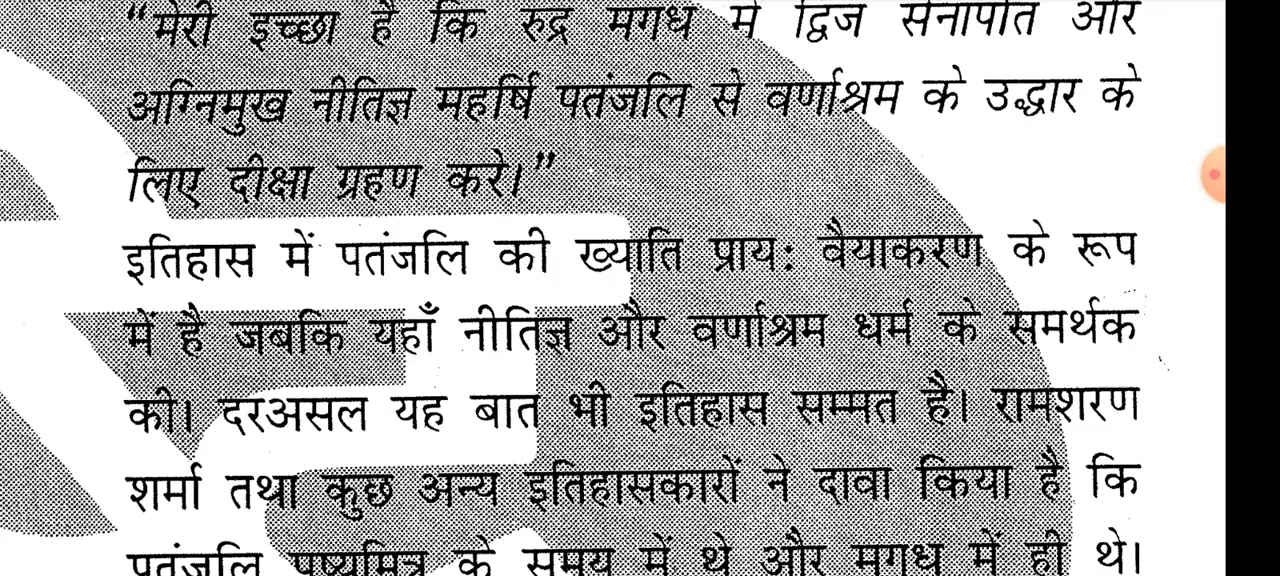 “मेरी इच्छा है कि रुद्र मगध में द्विज सेनापति और
अग्निमुख नीतिज्ञ महर्षि पतंजलि से वर्णाश्रम के उद्धार के
लिए दीक्षा ग्रहण करे।”
इतिहास में पतंजलि की ख्याति प्राय: वैयाकरण के रूप
में है जबकि यहाँ नीतिज्ञ और वर्णाश्रम धर्म के समर्थक
की। दरअसल यह बात भी इतिहास सम्मत है। रामशरण
शर्मा तथा कुछ अन्य इतिहासकारों ने दावा किया है कि
पतंजलि पुष्यमित्र के समय में थे और मगध में ही थे।